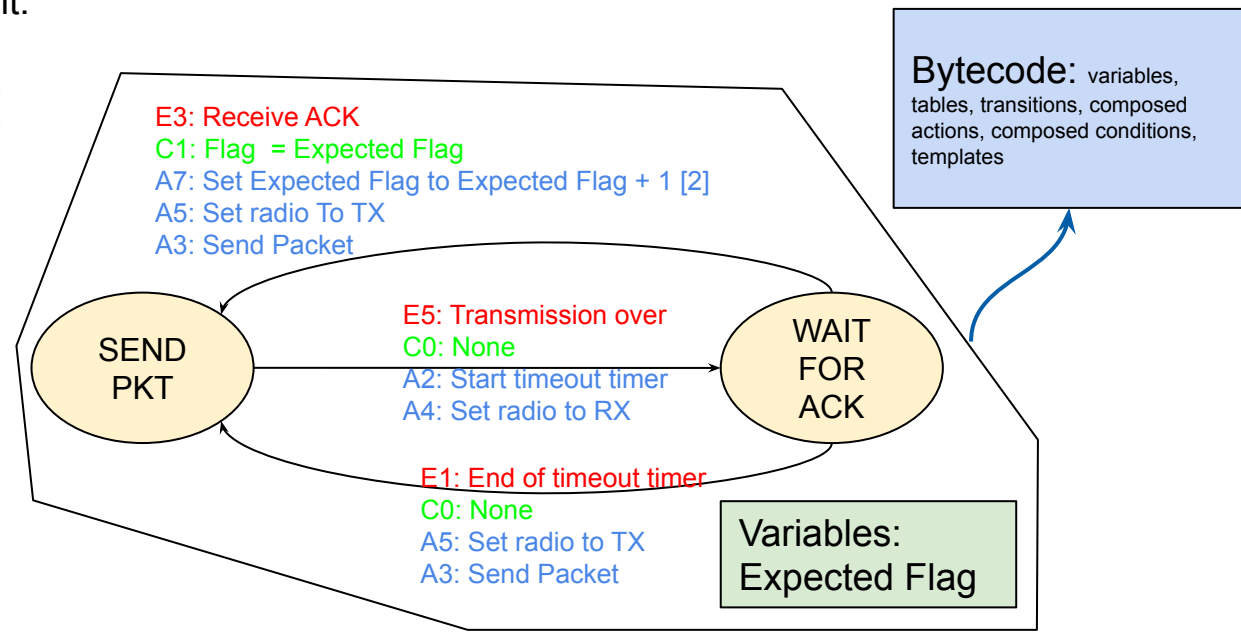 it.
Bytecode: variables,
tables, transitions, composed
actions, composed conditions,
templates
E3: Receive ACK
C1: Flag = Expected Flag
A7: Set Expected Flag to Expected Flag + 1 [2]
A5: Set radio To TX
A3: Send Packet
SEND
PKT
E5: Transmission over
C0: None
A2: Start timeout timer
A4: Set radio to RX
WAIT
FOR
ACK
E1: End of timeout timer
C0: None
A5: Set radio to TX
A3: Send Packet
Variables:
Expected Flag